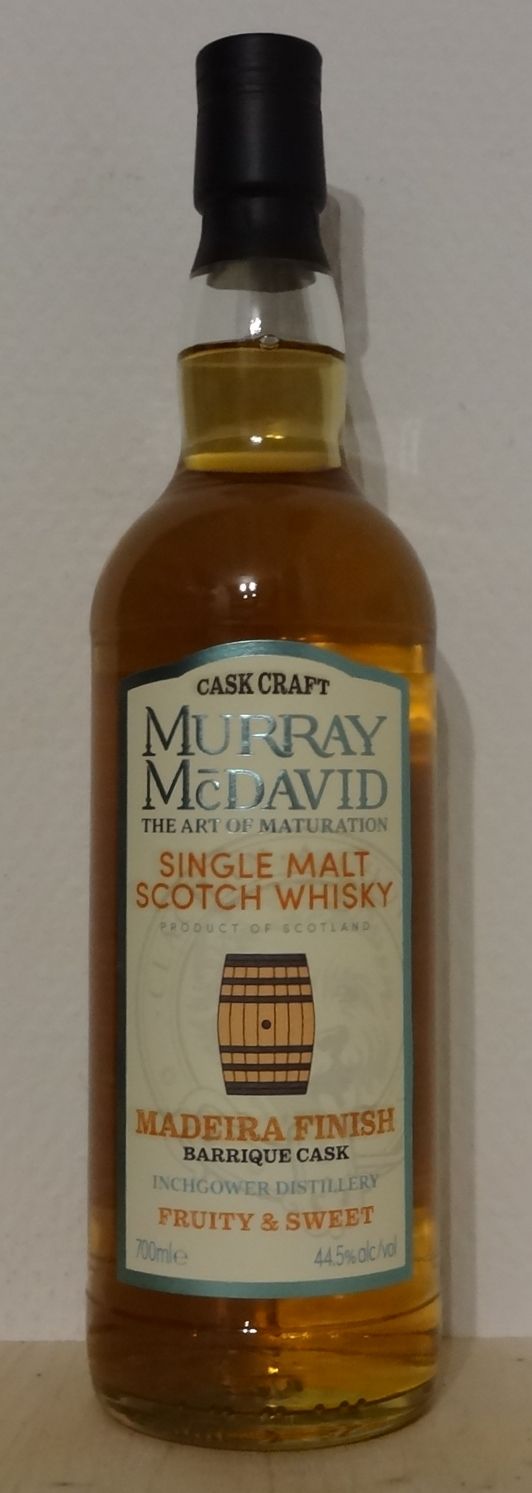 CASK CRAFT
MURRAY
McDAVID
THE ART OF MATURATION
SINGLE MALT
SCOTCH WHISKY
PRODUCT OF SCOTLAND
MADEIRA FINISH
BARRIQUE CASK
INCHGOWER DISTILLERY
FRUITY & SWEET
700ml℮ 44.5%alc/vol